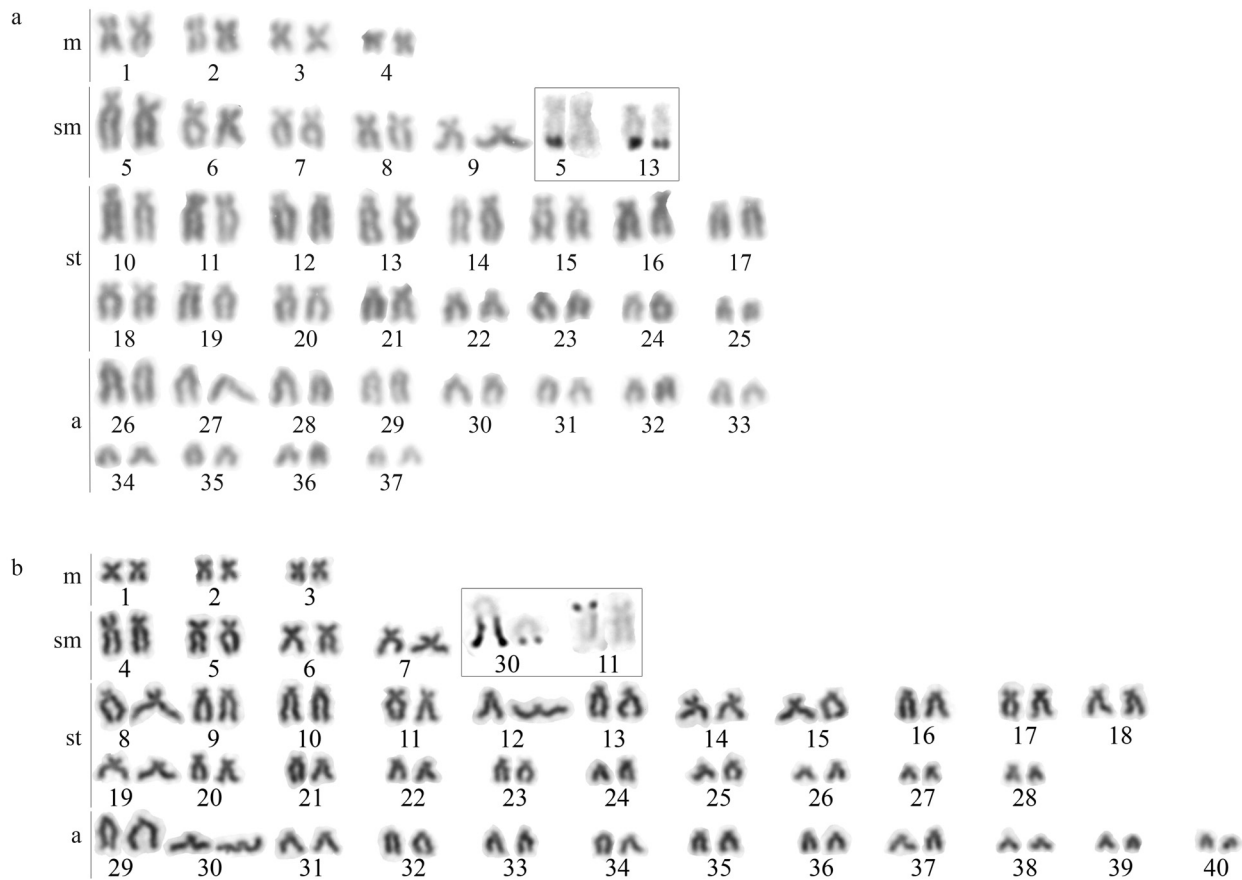 a
m
1 2 3 4
sm
5 6 7 8 9 5 13
st
10 11 12 13 14 15 16 17
18 19 20 21 22 23 24 25
a
26 27 28 29 30 31 32 33
34 35 36 37
b
m
1 2 3
sm
4 5 6 7 30 11
st
8 9 10 11 12 13 14 15 16 17 18
19 20 21 22 23 24 25 26 27 28
a
29 30 31 32 33 34 35 36 37 38 39 40